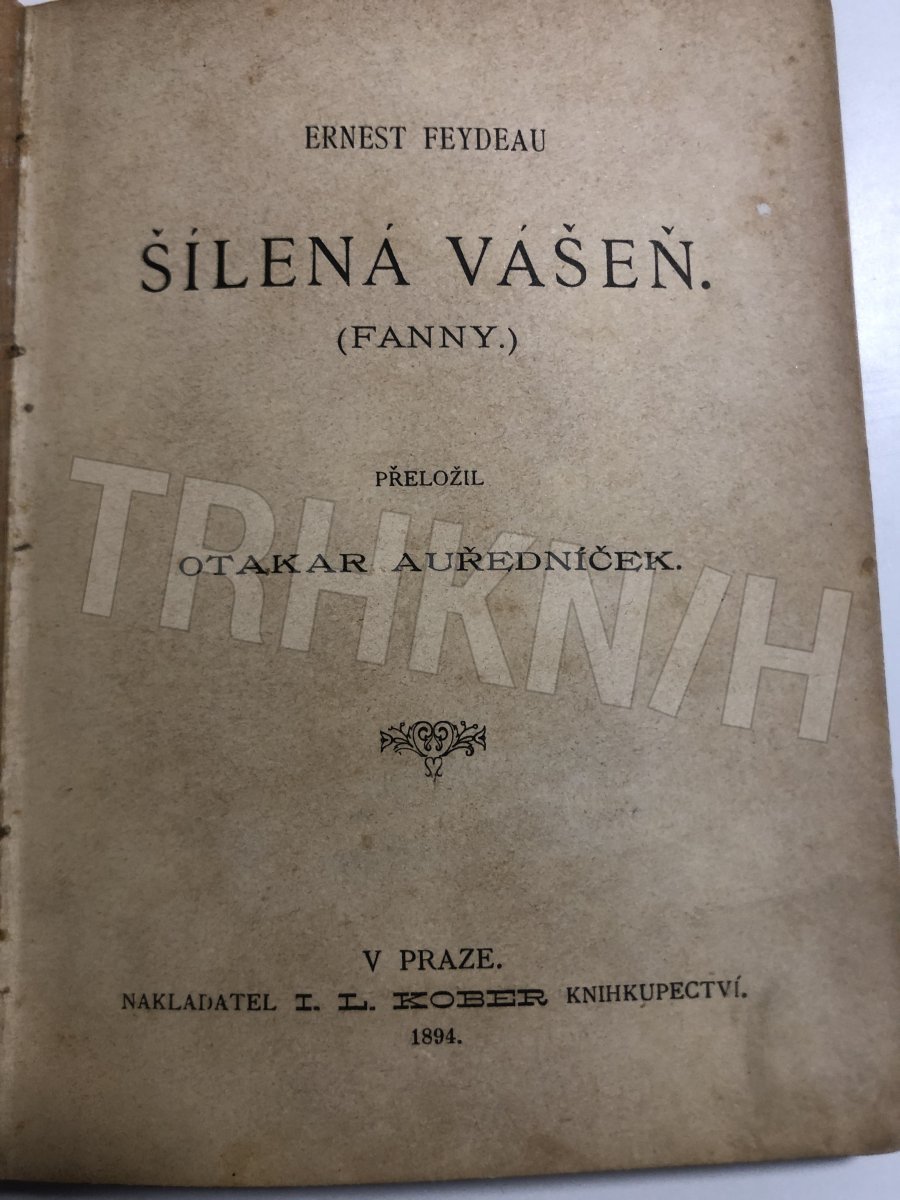 ERNEST FEYDEAU
ŠÍLENÁ VÁŠEŇ.
(FANNY.)
PŘELOŽIL
OTAKAR AUŘEDNÍČEK.
TRHKNIH
V PRAZE.
NAKLADATEL I. L. KOBER KNIHKUPECTVÍ.
1894.